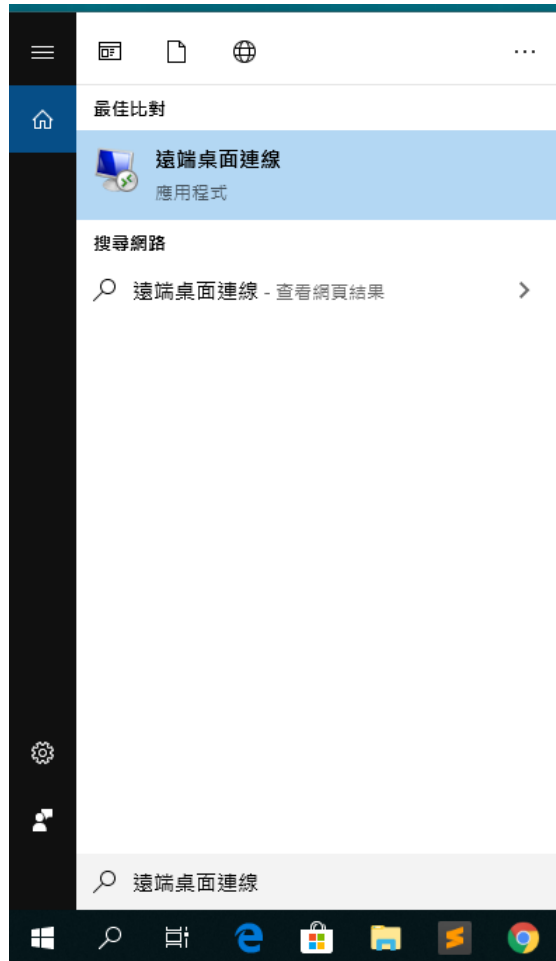 最佳比對
遠端桌面連線
應用程式
搜尋網路
遠端桌面連線 - 查看網頁結果
遠端桌面連線